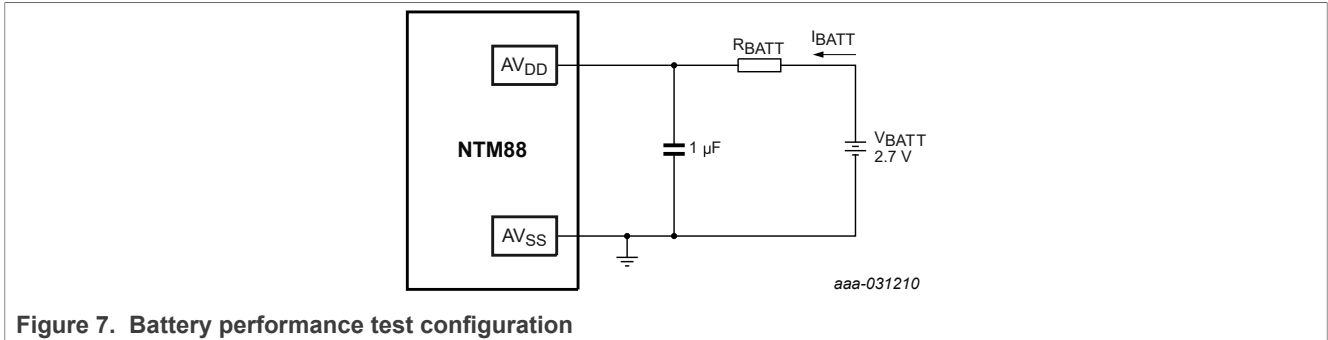 AVDD
RBATT
IBATT
NTM88
1 µF
VBATT
2.7 V
AVSS
aaa-031210
Figure 7. Battery performance test configuration